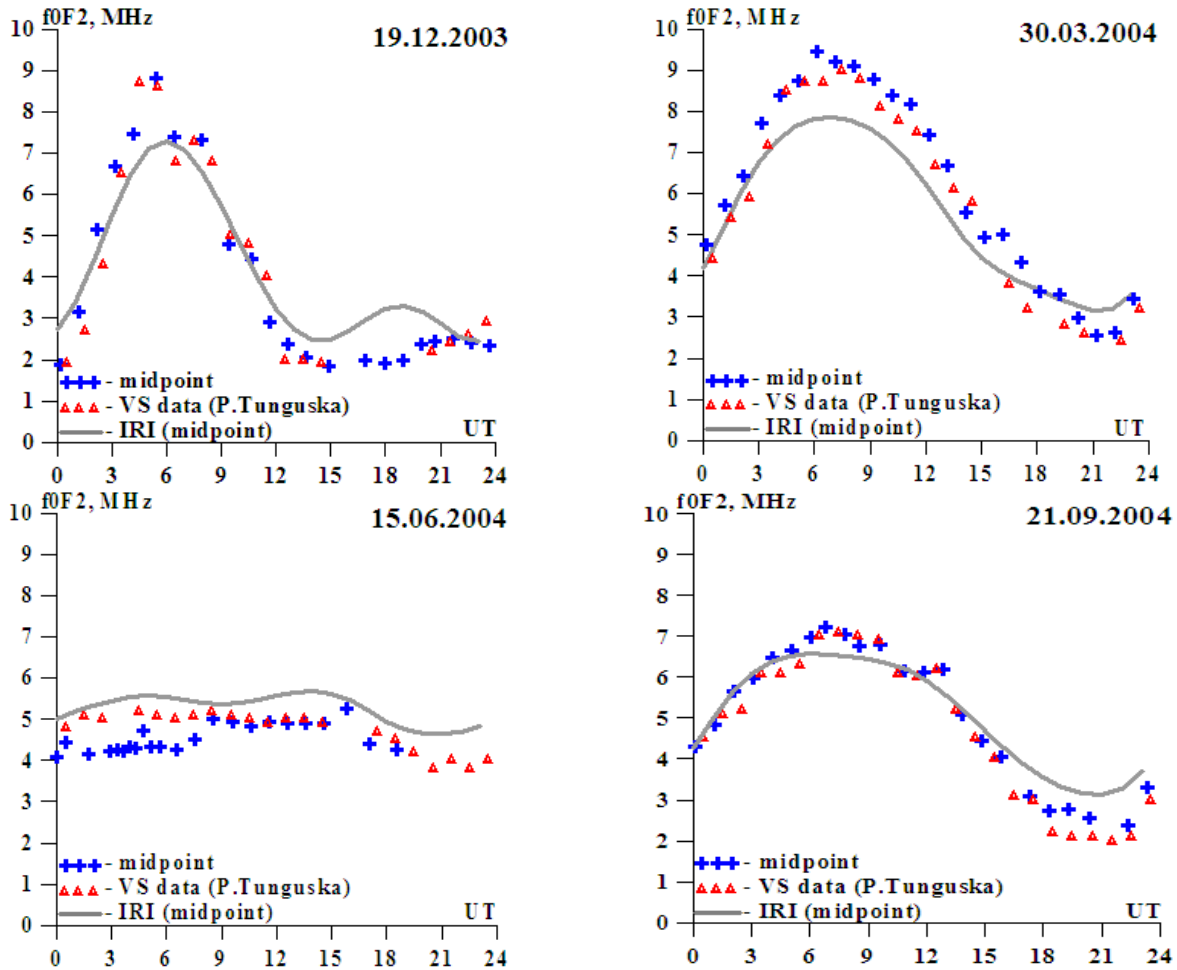 f0F2, MHz
19.12.2003
10
9
8
7
6
5
4
3
2
1
0
- midpoint
- VS data (P.Tunguska)
- IRI (midpoint)
UT
0 3 6 9 12 15 18 21 24
f0F2, MHz
30.03.2004
10
9
8
7
6
5
4
3
2
1
0
- midpoint
- VS data (P.Tunguska)
- IRI (midpoint)
UT
0 3 6 9 12 15 18 21 24
f0F2, MHz
15.06.2004
10
9
8
7
6
5
4
3
2
1
0
- midpoint
- VS data (P.Tunguska)
- IRI (midpoint)
UT
0 3 6 9 12 15 18 21 24
f0F2, MHz
21.09.2004
10
9
8
7
6
5
4
3
2
1
0
- midpoint
- VS data (P.Tunguska)
- IRI (midpoint)
UT
0 3 6 9 12 15 18 21 24